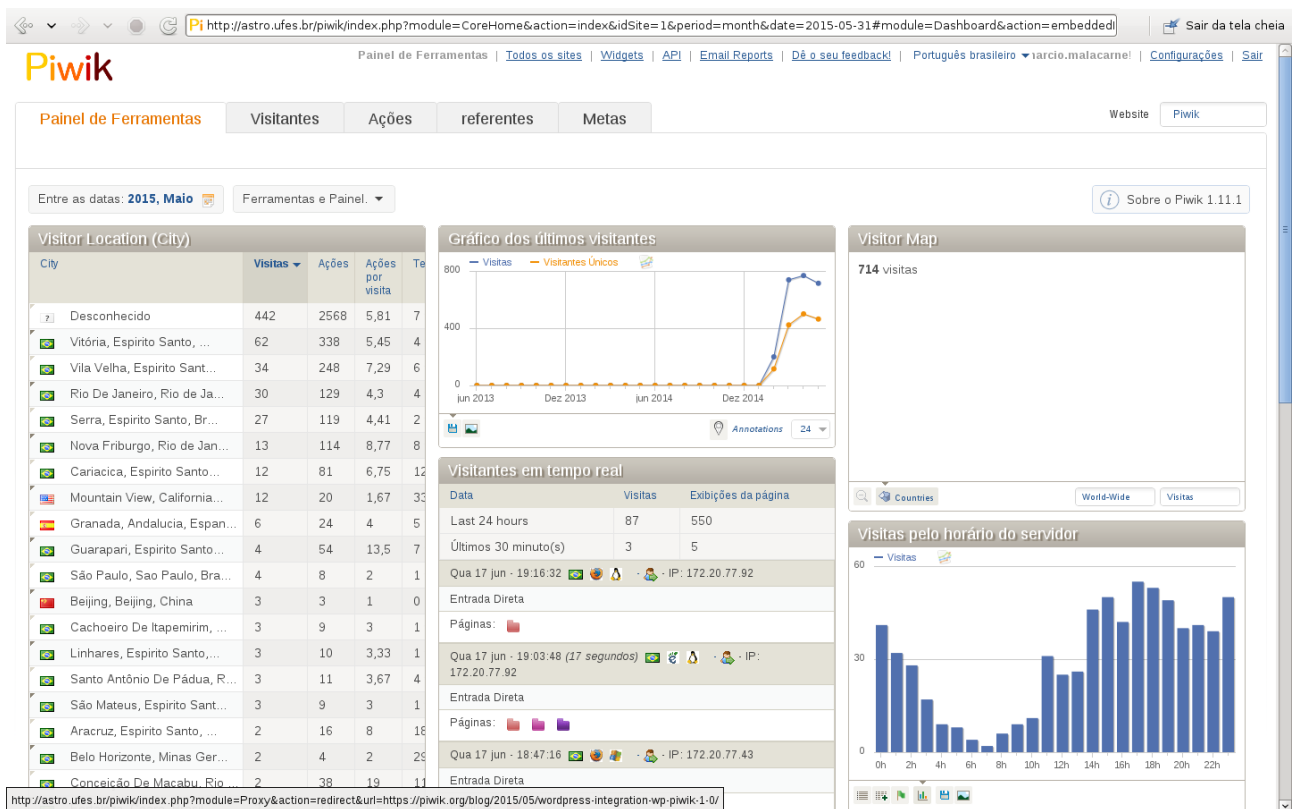 http://astro.ufes.br/piwik/index.php?module=CoreHome&action=index&idSite=1&period=month&date=2015-05-31#module=Dashboard&action=embeddedI
Sair da tela cheia
Piwik
Painel de Ferramentas | Todos os sites | Widgets | API | Email Reports | Dê o seu feedback! | Português brasileiro | Configurações | Sair
Painel de Ferramentas Visitantes Ações referentes Metas
Website Piwik
Entre as datas: 2015, Maio
Ferramentas e Painel.
Sobre o Piwik 1.11.1
Visitor Location (City)
City Visitas Ações Ações por visita Te
Desconhecido 442 2568 5,81 7
Vitória, Espirito Santo, ... 62 338 5,45 4
Vila Velha, Espirito Sant... 34 248 7,29 6
Rio De Janeiro, Rio de Ja... 30 129 4,3 4
Serra, Espirito Santo, Br... 27 119 4,41 2
Nova Friburgo, Rio de Jan... 13 114 8,77 8
Cariacica, Espirito Santo... 12 81 6,75 12
Mountain View, California... 12 20 1,67 33
Granada, Andalucia, Espan... 6 24 4 5
Guarapari, Espirito Santo... 4 54 13,5 7
São Paulo, Sao Paulo, Bra... 4 8 2 1
Beijing, Beijing, China 3 3 1 0
Cachoeiro De Itapemirim, ... 3 9 3 1
Linhares, Espirito Santo,... 3 10 3,33 1
Santo Antônio De Pádua, R... 3 11 3,67 4
São Mateus, Espirito Sant... 3 9 3 1
Aracruz, Espirito Santo, ... 2 16 8 18
Belo Horizonte, Minas Ger... 2 4 2 29
Conceição De Macabu, Rio 2 38 19 11
Gráfico dos últimos visitantes
Visitas Visitantes Únicos
800
400
0
jun 2013 Dez 2013 jun 2014 Dez 2014
Annotations 24
Visitantes em tempo real
Data Visitas Exibições da página
Last 24 hours 87 550
Últimos 30 minuto(s) 3 5
Qua 17 jun - 19:16:32 - - IP: 172.20.77.92
Entrada Direta
Páginas:
Qua 17 jun - 19:03:48 (17 segundos) - - IP:
172.20.77.92
Entrada Direta
Páginas:
Qua 17 jun - 18:47:16 - - IP: 172.20.77.43
Entrada Direta
Visitor Map
714 visitas
Countries World-Wide Visitas
Visitas pelo horário do servidor
Visitas
60
30
0
0h 2h 4h 6h 8h 10h 12h 14h 16h 18h 20h 22h
http://astro.ufes.br/piwik/index.php?module=Proxy&action=redirect&url=https://piwik.org/blog/2015/05/wordpress-integration-wp-piwik-1-0/